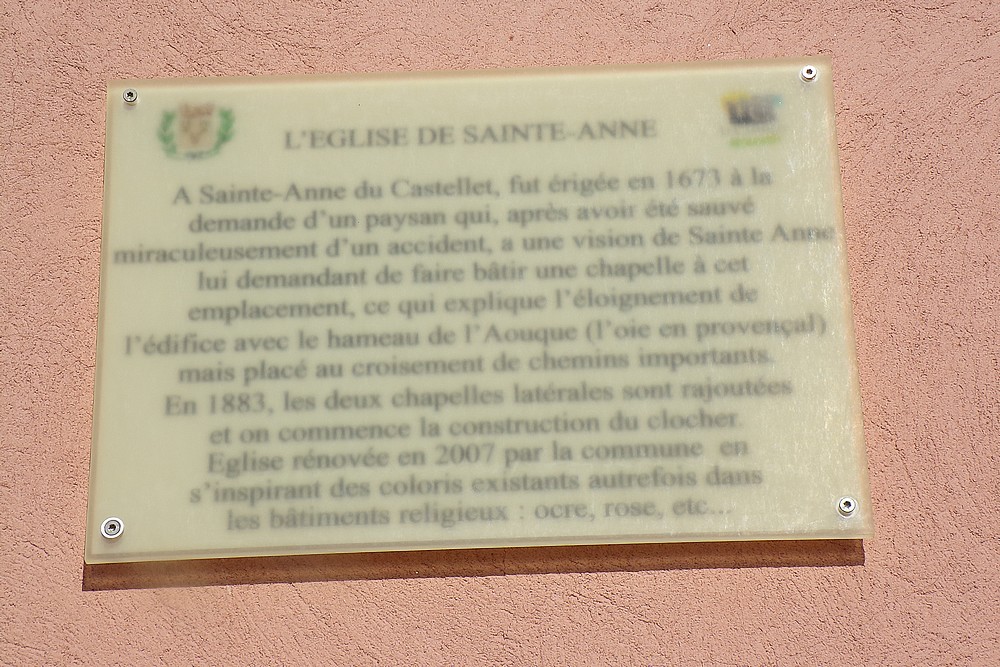 L'EGLISE DE SAINTE-ANNE
A Sainte-Anne du Castellet, fut érigée en 1673 à la
demande d'un paysan qui, après avoir été sauvé
miraculeusement d'un accident, a une vision de Sainte Anne
lui demandant de faire bâtir une chapelle à cet
emplacement, ce qui explique l'éloignement de
l'édifice avec le hameau de l'Aouque (l'oie en provençal)
mais placé au croisement de chemins importants.
En 1883, les deux chapelles latérales sont rajoutées
et on commence la construction du clocher.
Eglise rénovée en 2007 par la commune en
s'inspirant des coloris existants autrefois dans
les bâtiments religieux : ocre, rose, etc...